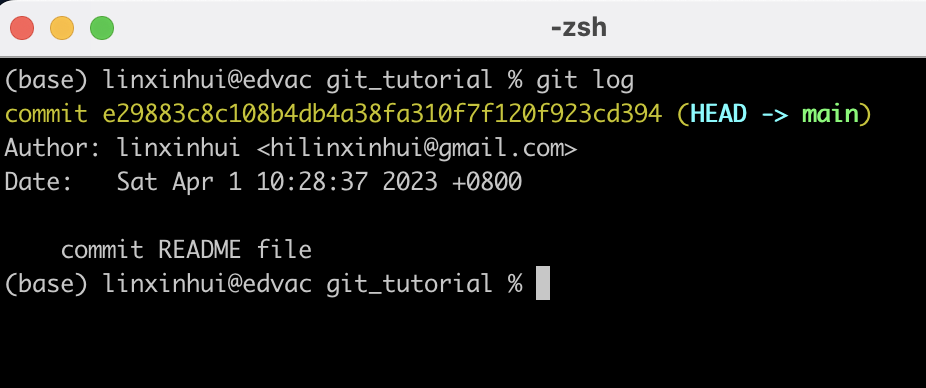 -zsh
(base) linxinhui@edvac git_tutorial % git log
commit e29883c8c108b4db4a38fa310f7f120f923cd394 (HEAD -> main)
Author: linxinhui <hilinxinhui@gmail.com>
Date:   Sat Apr 1 10:28:37 2023 +0800
    commit README file
(base) linxinhui@edvac git_tutorial %